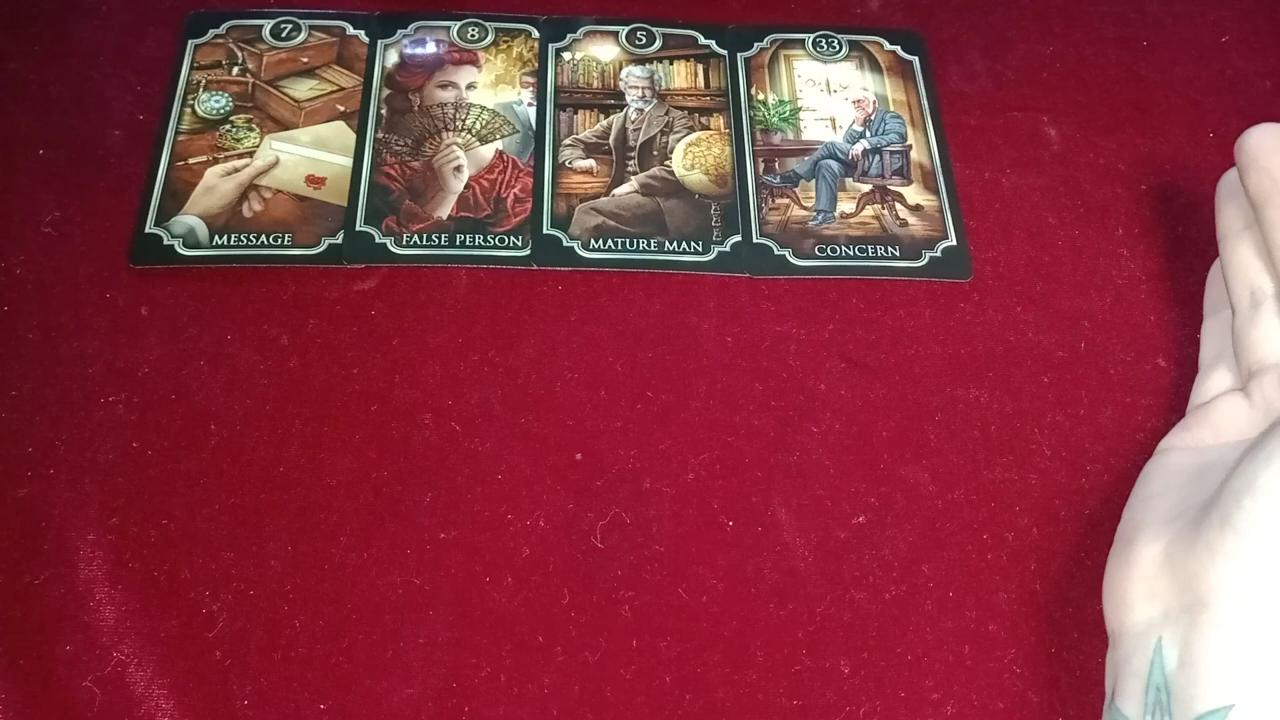 7
MESSAGE
8
FALSE PERSON
5
MATURE MAN
33
CONCERN